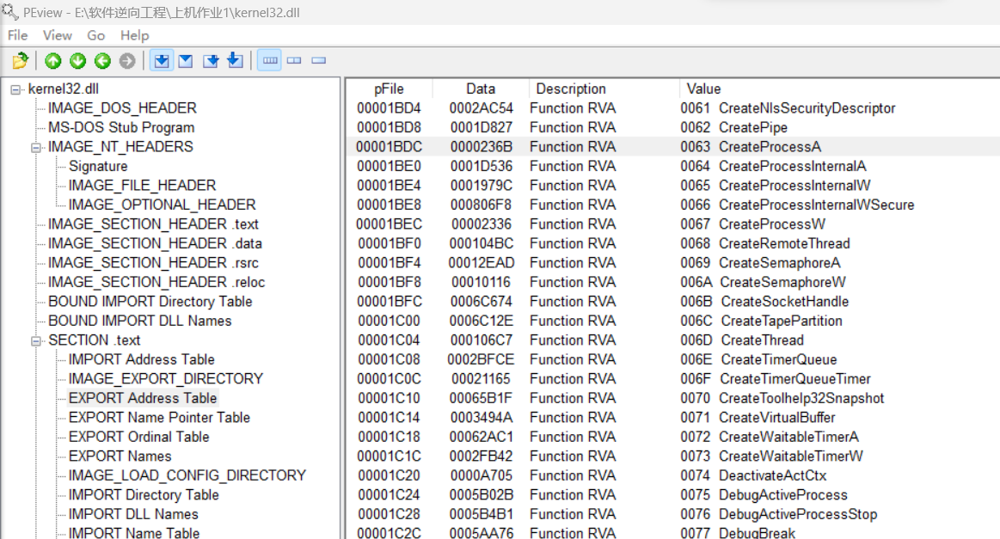 PEview - E:\软件逆向工程\上机作业1\kernel32.dll
File View Go Help
kernel32.dll
IMAGE_DOS_HEADER
MS-DOS Stub Program
IMAGE_NT_HEADERS
Signature
IMAGE_FILE_HEADER
IMAGE_OPTIONAL_HEADER
IMAGE_SECTION_HEADER .text
IMAGE_SECTION_HEADER .data
IMAGE_SECTION_HEADER .rsrc
IMAGE_SECTION_HEADER .reloc
BOUND IMPORT Directory Table
BOUND IMPORT DLL Names
SECTION .text
IMPORT Address Table
IMAGE_EXPORT_DIRECTORY
EXPORT Address Table
EXPORT Name Pointer Table
EXPORT Ordinal Table
EXPORT Names
IMAGE_LOAD_CONFIG_DIRECTORY
IMPORT Directory Table
IMPORT DLL Names
IMPORT Name Table
pFile Data Description Value
00001BD4 0002AC54 Function RVA 0061 CreateNlsSecurityDescriptor
00001BD8 0001D827 Function RVA 0062 CreatePipe
00001BDC 0000236B Function RVA 0063 CreateProcessA
00001BE0 0001D536 Function RVA 0064 CreateProcessInternalA
00001BE4 0001979C Function RVA 0065 CreateProcessInternalW
00001BE8 000806F8 Function RVA 0066 CreateProcessInternalWSecure
00001BEC 00002336 Function RVA 0067 CreateProcessW
00001BF0 000104BC Function RVA 0068 CreateRemoteThread
00001BF4 00012EAD Function RVA 0069 CreateSemaphoreA
00001BF8 00010116 Function RVA 006A CreateSemaphoreW
00001BFC 0006C674 Function RVA 006B CreateSocketHandle
00001C00 0006C12E Function RVA 006C CreateTapePartition
00001C04 000106C7 Function RVA 006D CreateThread
00001C08 0002BFCE Function RVA 006E CreateTimerQueue
00001C0C 00021165 Function RVA 006F CreateTimerQueueTimer
00001C10 00065B1F Function RVA 0070 CreateToolhelp32Snapshot
00001C14 0003494A Function RVA 0071 CreateVirtualBuffer
00001C18 00062AC1 Function RVA 0072 CreateWaitableTimerA
00001C1C 0002FB42 Function RVA 0073 CreateWaitableTimerW
00001C20 0000A705 Function RVA 0074 DeactivateActCtx
00001C24 0005B02B Function RVA 0075 DebugActiveProcess
00001C28 0005B4B1 Function RVA 0076 DebugActiveProcessStop
00001C2C 0005AA76 Function RVA 0077 DebugBreak